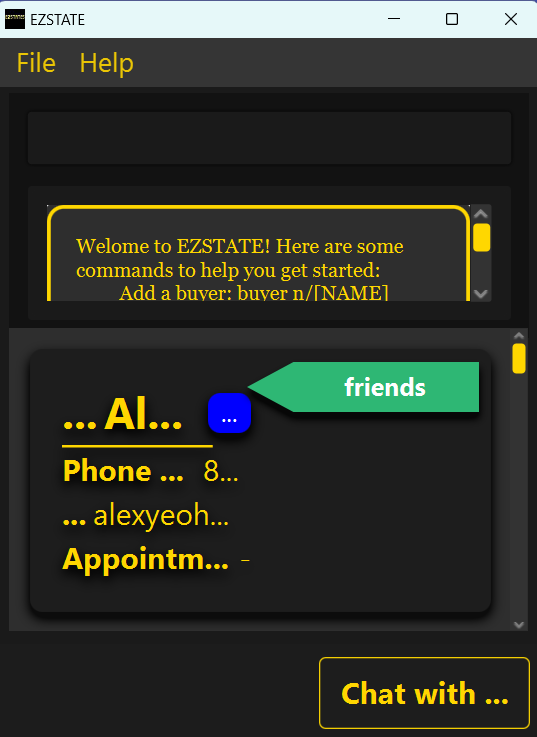 EZSTATE
File Help
Welome to EZSTATE! Here are some
commands to help you get started:
Add a buyer: buyer n/[NAME]
... Al... ...
friends
Phone ... 8...
... alexyeoh...
Appointm... -
Chat with ...